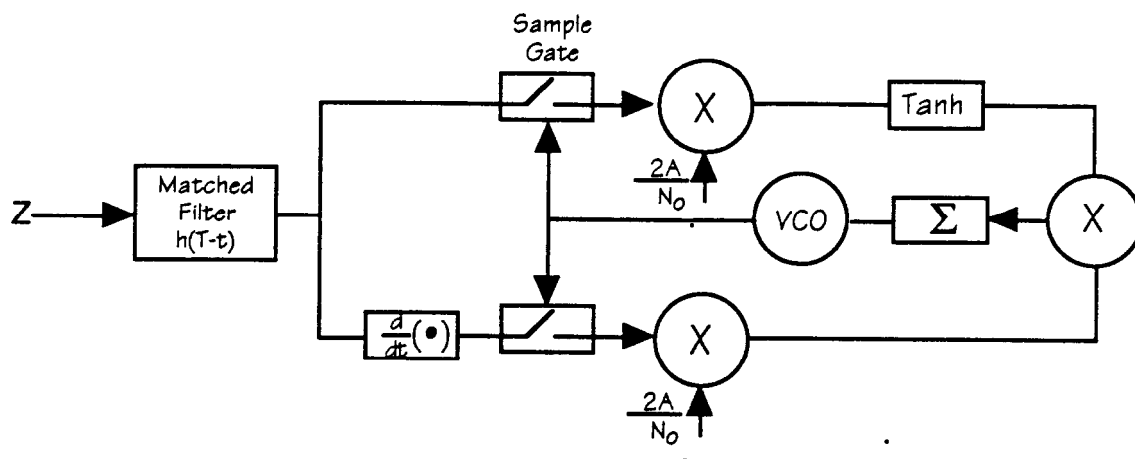 Sample
Gate
X
Tanh
2A
N₀
Z
Matched
Filter
h(T-t)
VCO
Σ
X
d
dt
(•)
X
2A
N₀